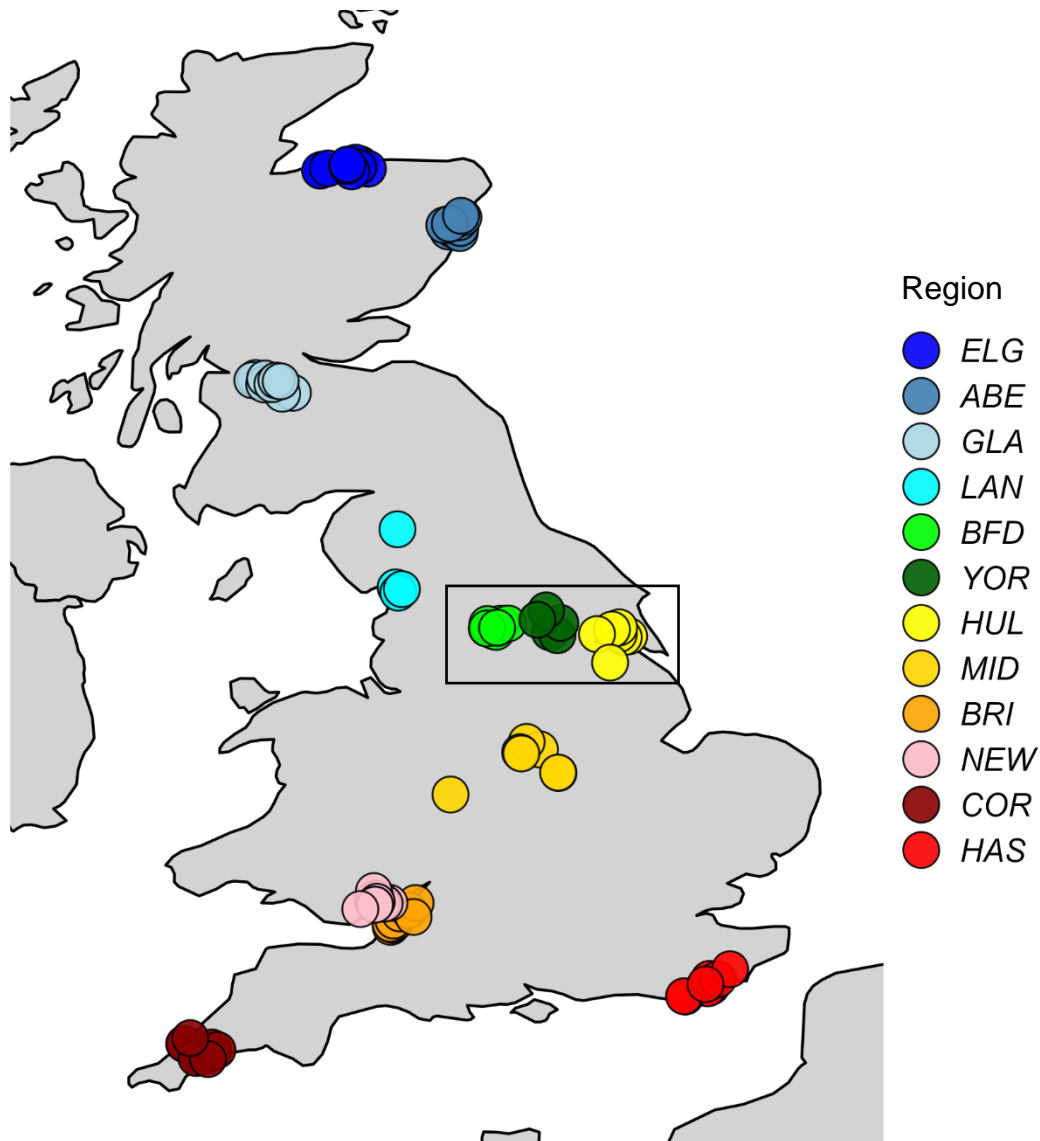 Region
ELG
ABE
GLA
LAN
BFD
YOR
HUL
MID
BRI
NEW
COR
HAS